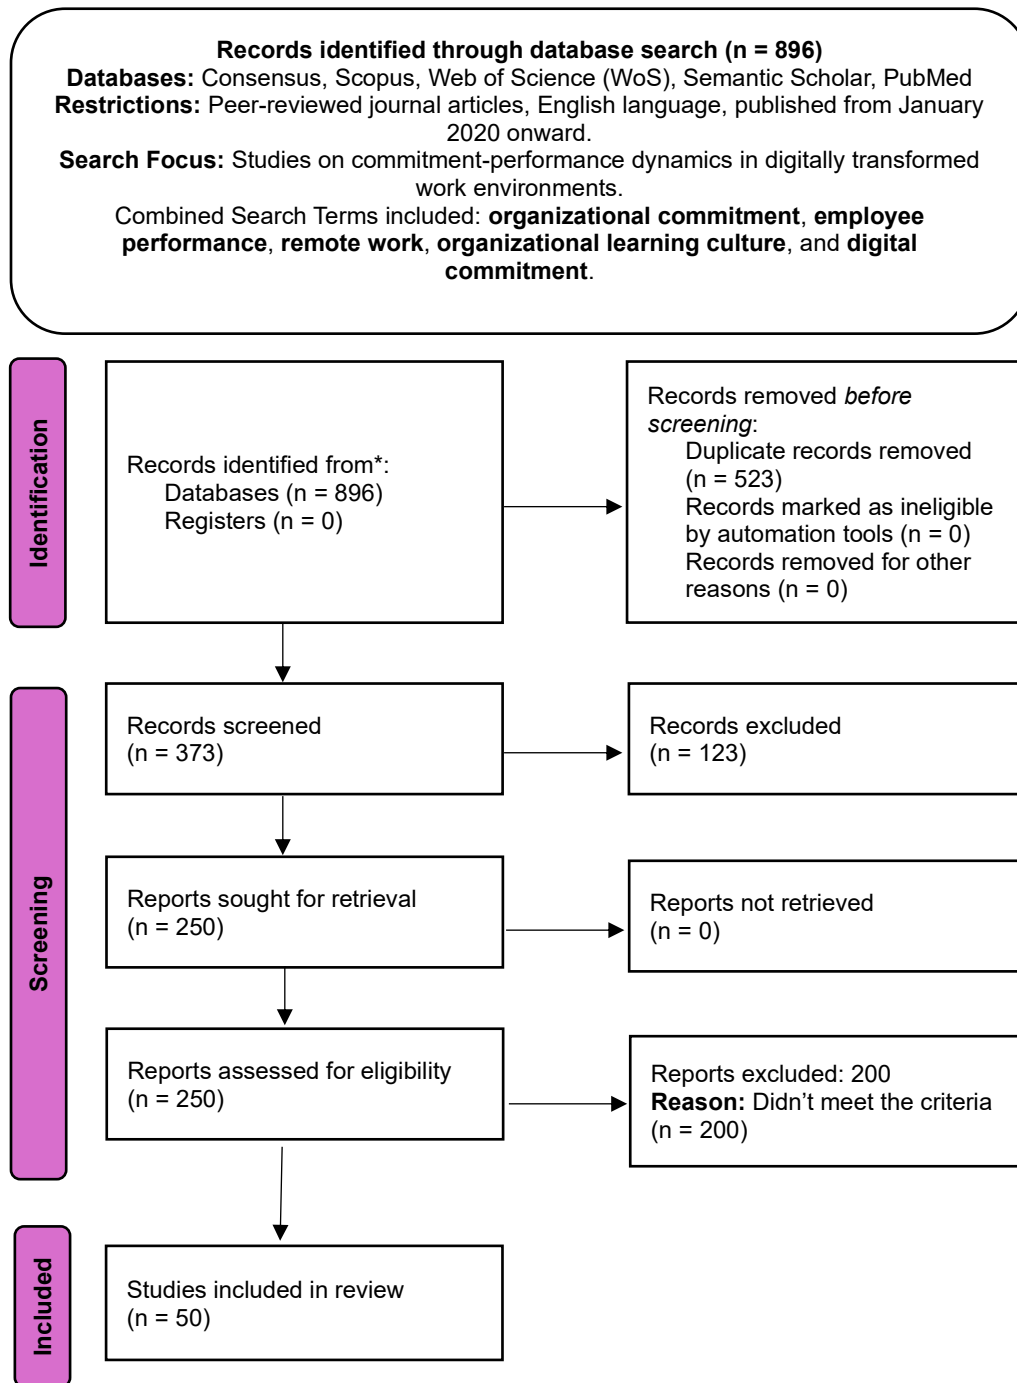 Records identified through database search (n = 896)
Databases: Consensus, Scopus, Web of Science (WoS), Semantic Scholar, PubMed
Restrictions: Peer-reviewed journal articles, English language, published from January
2020 onward.
Search Focus: Studies on commitment-performance dynamics in digitally transformed
work environments.
Combined Search Terms included: organizational commitment, employee
performance, remote work, organizational learning culture, and digital
commitment.
Identification
Records identified from*:
Databases (n = 896)
Registers (n = 0)
Records removed before
screening:
Duplicate records removed
(n = 523)
Records marked as ineligible
by automation tools (n = 0)
Records removed for other
reasons (n = 0)
Screening
Records screened
(n = 373)
Records excluded
(n = 123)
Reports sought for retrieval
(n = 250)
Reports not retrieved
(n = 0)
Reports assessed for eligibility
(n = 250)
Reports excluded: 200
Reason: Didn’t meet the criteria
(n = 200)
Included
Studies included in review
(n = 50)